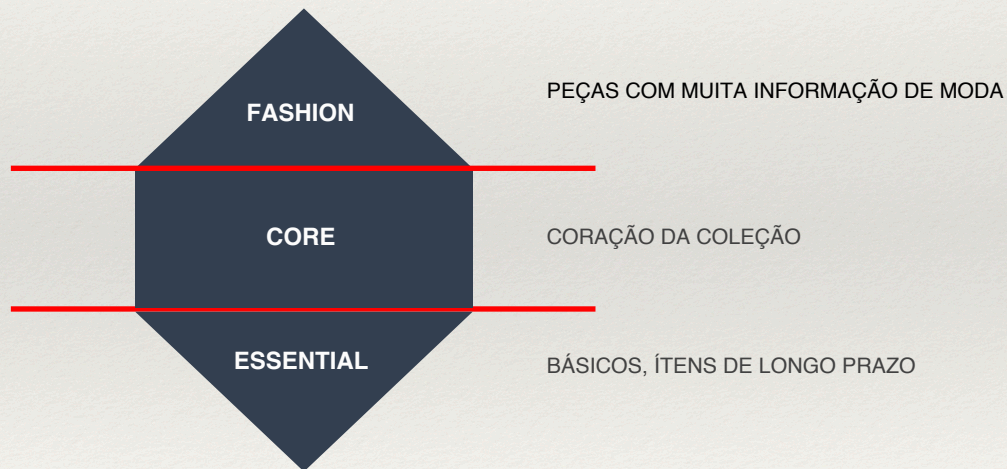 FASHION
PEÇAS COM MUITA INFORMAÇÃO DE MODA
CORE
CORAÇÃO DA COLEÇÃO
ESSENTIAL
BÁSICOS, ÍTENS DE LONGO PRAZO